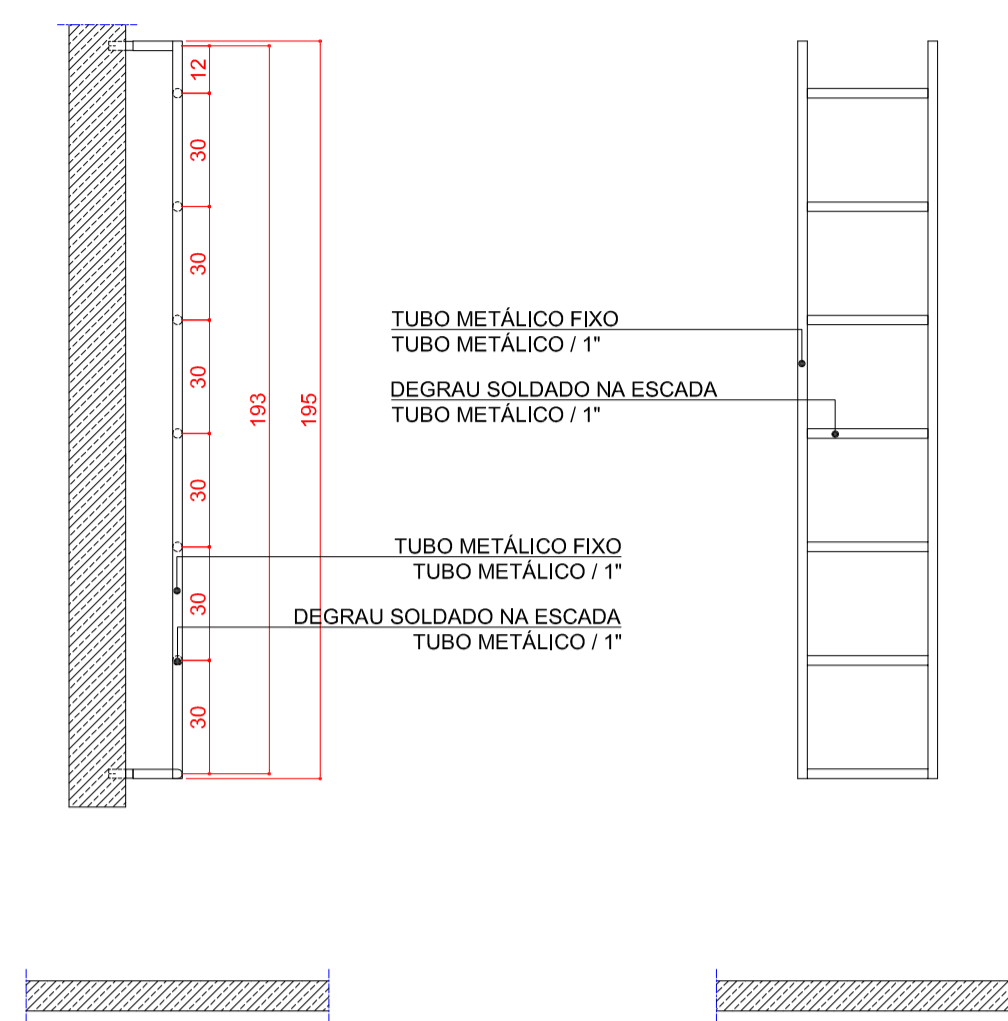 12
30
30
30
30
30
30
193
195
TUBO METÁLICO FIXO
TUBO METÁLICO / 1"
DEGRAU SOLDADO NA ESCADA
TUBO METÁLICO / 1"
TUBO METÁLICO FIXO
TUBO METÁLICO / 1"
DEGRAU SOLDADO NA ESCADA
TUBO METÁLICO / 1"